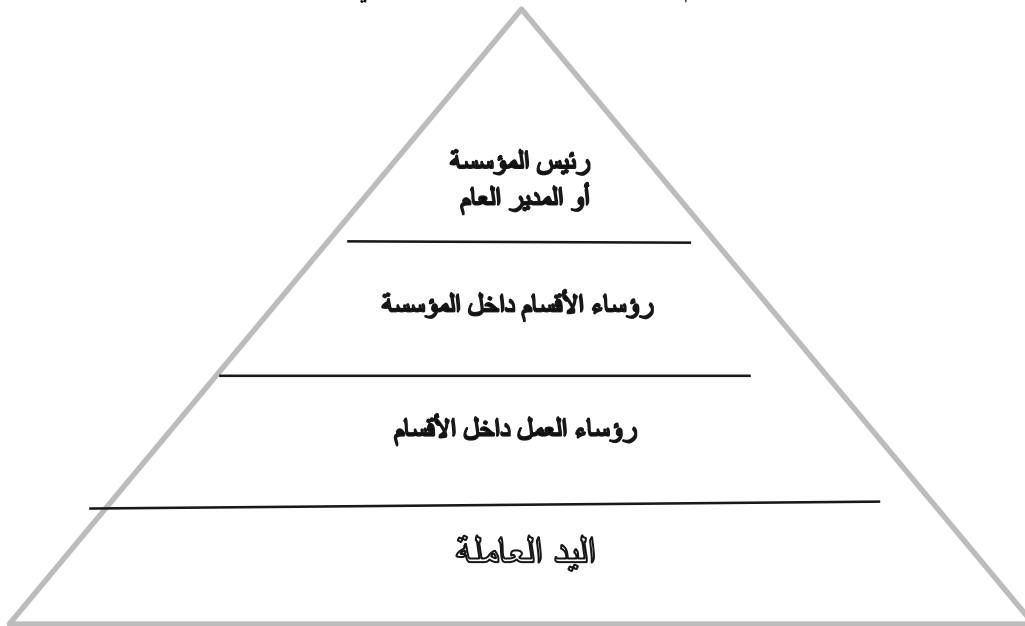 رئيس المؤسسة
أو المدير العام
رؤساء الأقسام داخل المؤسسة
رؤساء العمل داخل الأقسام
اليد العاملة